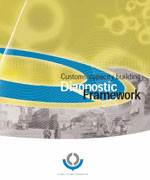 Customs capacity building
Diagnostic
Framework